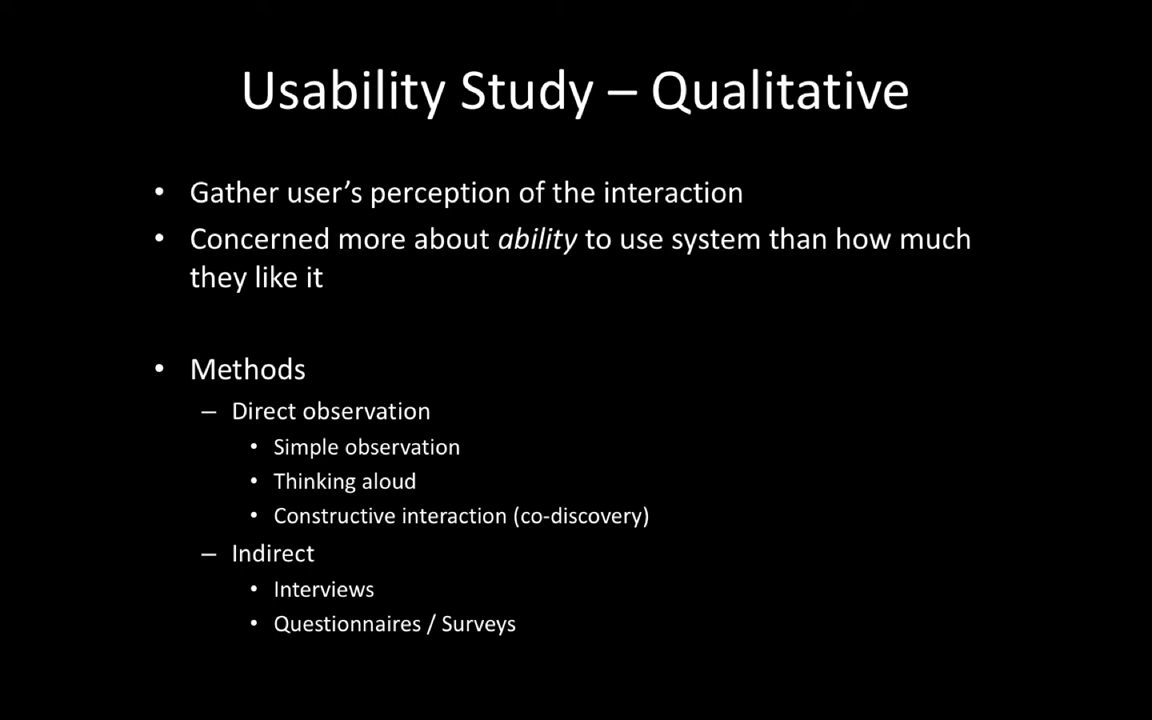 Usability Study – Qualitative
• Gather user’s perception of the interaction
• Concerned more about ability to use system than how much
they like it
• Methods
– Direct observation
• Simple observation
• Thinking aloud
• Constructive interaction (co-discovery)
– Indirect
• Interviews
• Questionnaires / Surveys